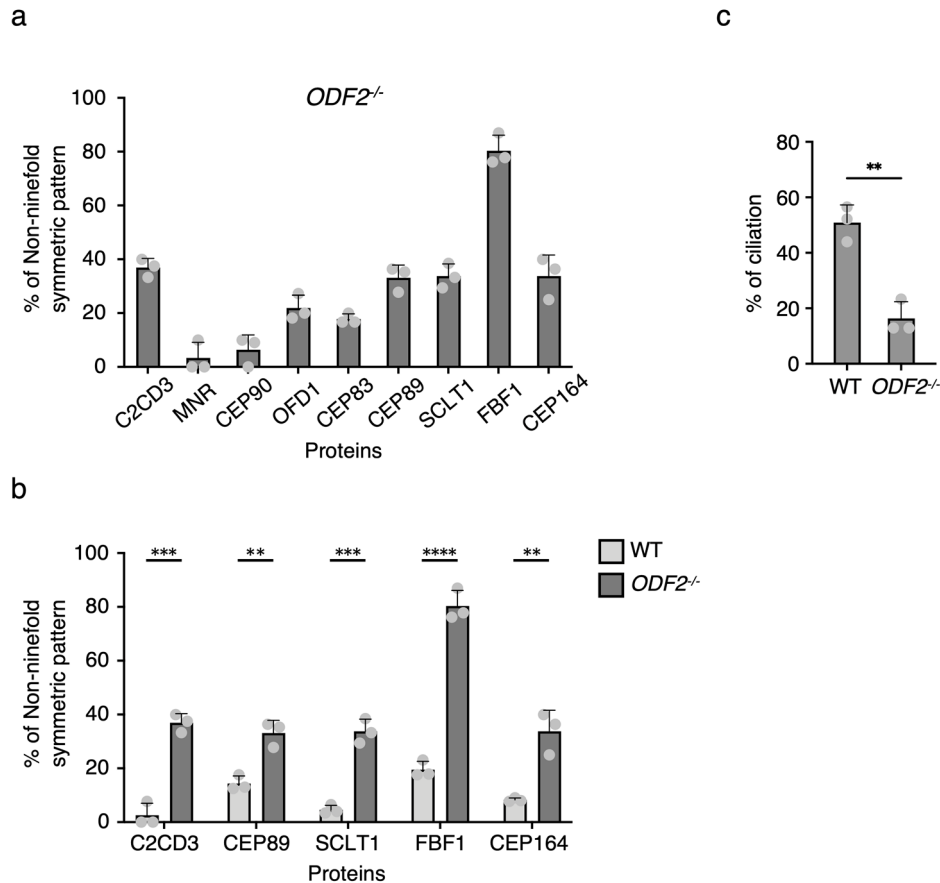 a
ODF2-/-
% of Non-ninefold
symmetric pattern
100
80
60
40
20
0
C2CD3
MNR
CEP90
OFD1
CEP83
CEP89
SCLT1
FBF1
CEP164
Proteins
c
% of ciliation
80
60
40
20
0
**
WT
ODF2-/-
b
% of Non-ninefold
symmetric pattern
100
80
60
40
20
0
***
**
***
****
**
WT
ODF2-/-
C2CD3
CEP89
SCLT1
FBF1
CEP164
Proteins